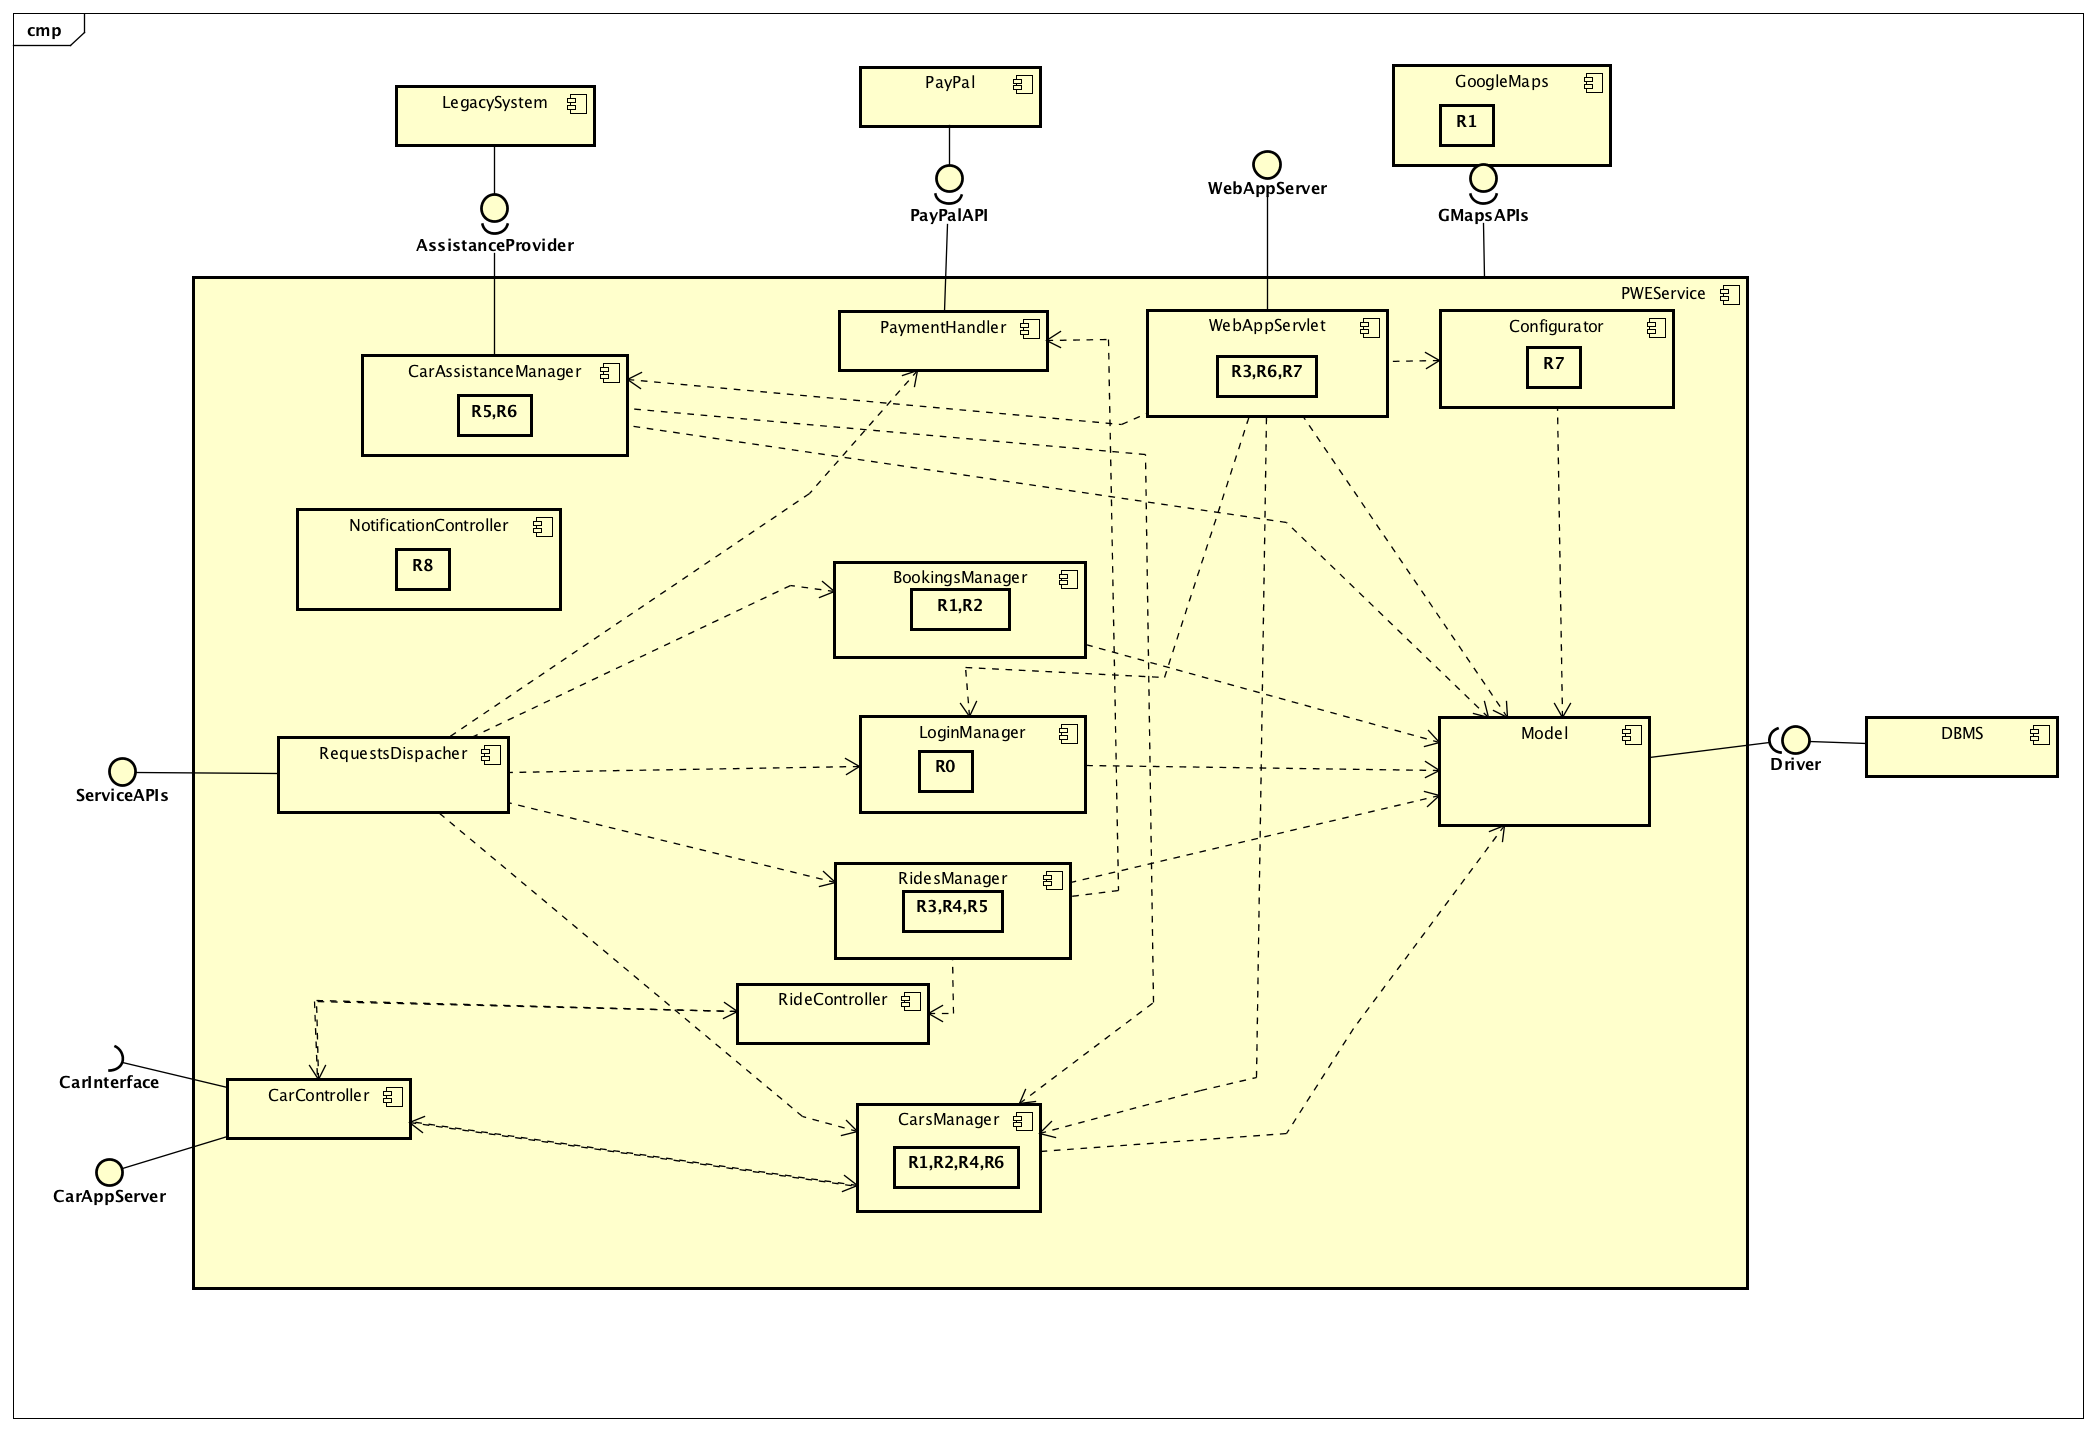 cmp
LegacySystem
PayPal
GoogleMaps
R1
AssistanceProvider
PayPalAPI
WebAppServer
GMapsAPIs
PWEService
CarAssistanceManager
R5,R6
PaymentHandler
WebAppServlet
R3,R6,R7
Configurator
R7
NotificationController
R8
BookingsManager
R1,R2
RequestsDispacher
ServiceAPIs
LoginManager
R0
Model
Driver
DBMS
RidesManager
R3,R4,R5
RideController
CarInterface
CarController
CarAppServer
CarsManager
R1,R2,R4,R6